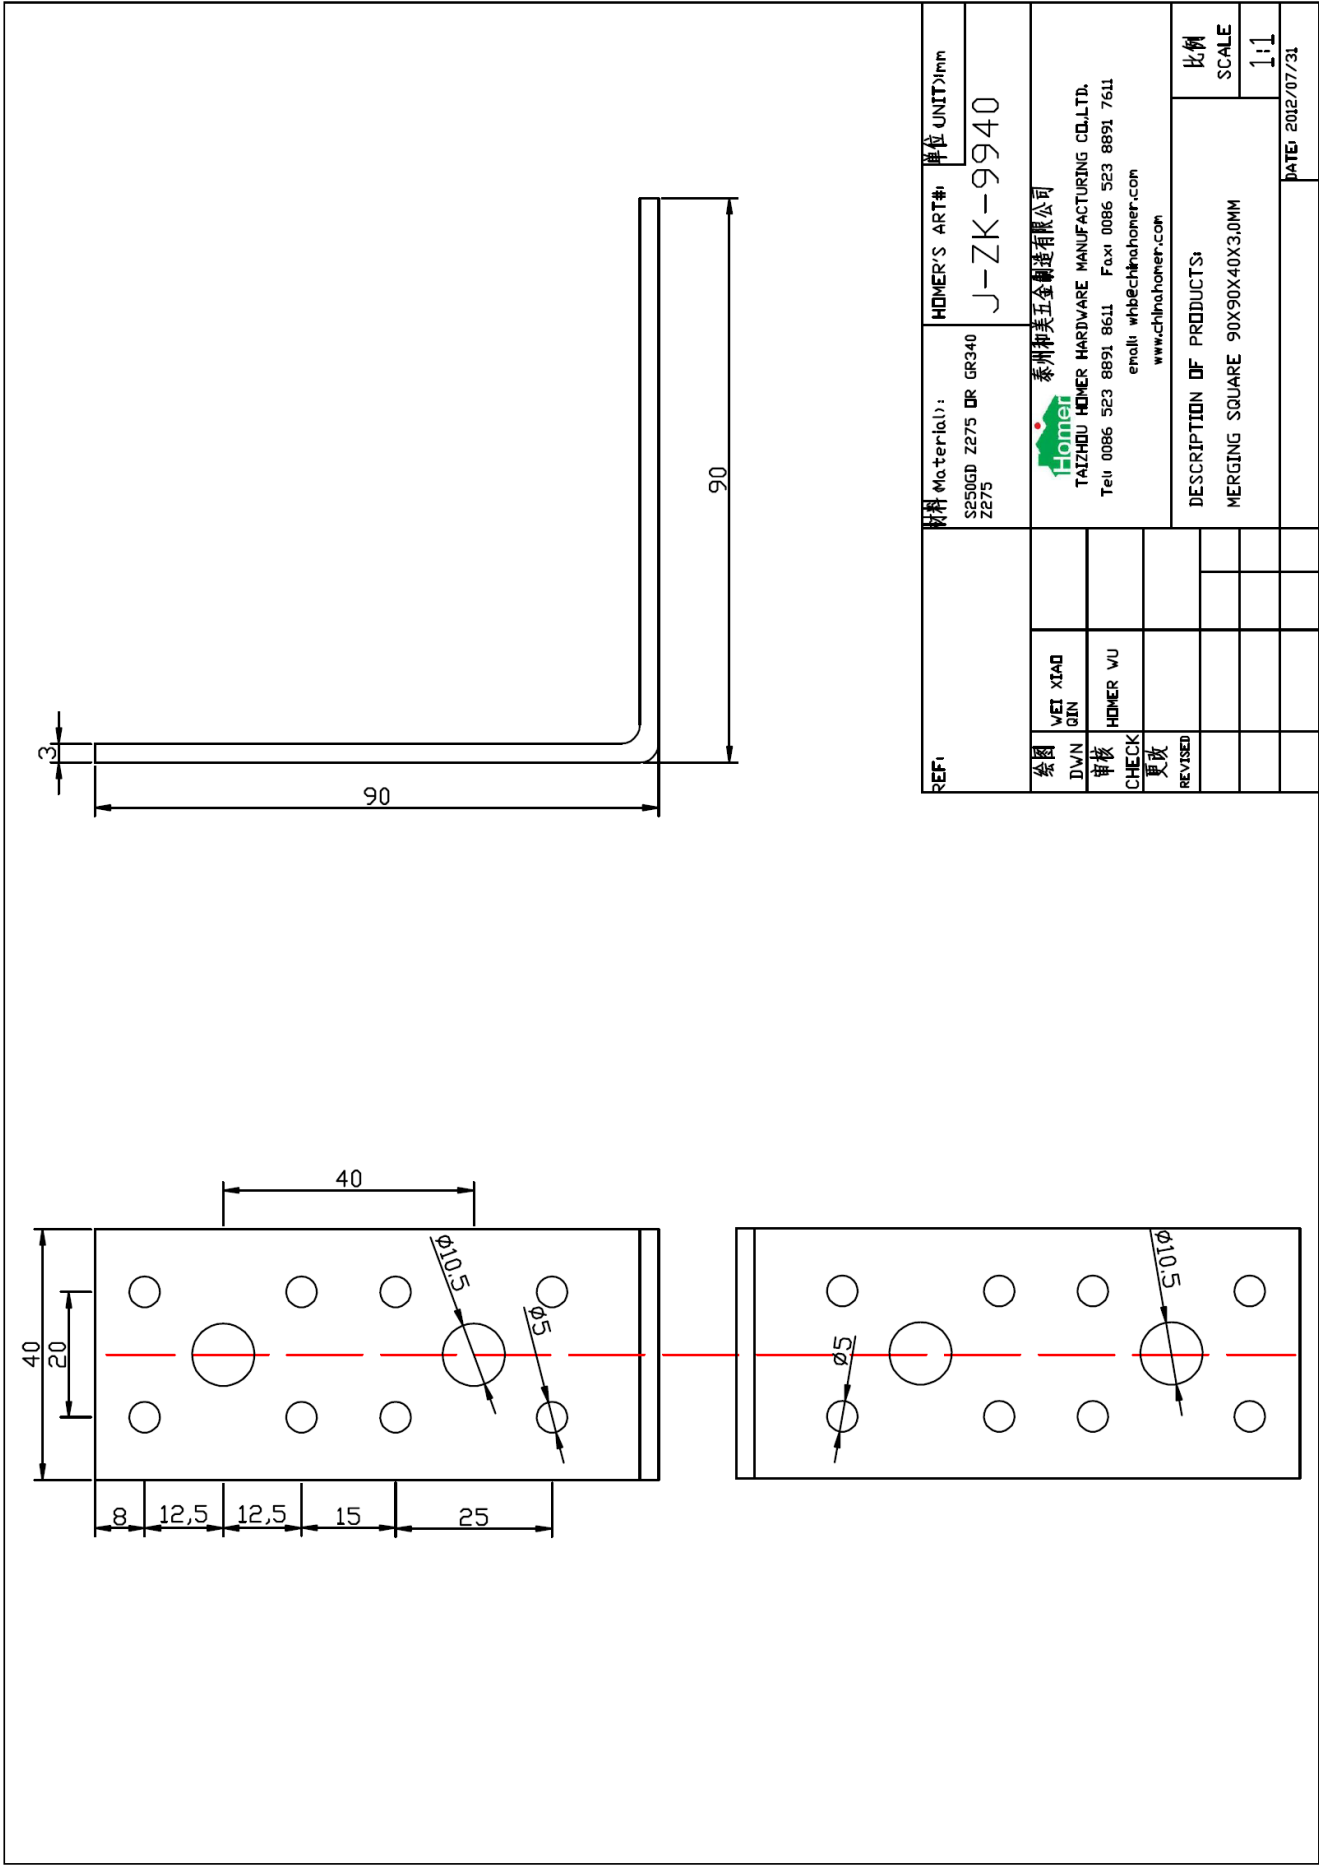 3
90
90
40
40
20
8
12,5
12,5
15
25
ø10.5
ø5
ø5
ø10.5
REF:
材料(Material):
S250GD Z275 OR GR340
Z275
HOMER'S ART#:
单位(UNIT):mm
J-ZK-9940
Homer
泰州和美五金制造有限公司
TAIZHOU HOMER HARDWARE MANUFACTURING CO.,LTD.
Tel: 0086 523 8891 8611 Fax: 0086 523 8891 7611
email: whb@chinahomer.com
www.chinahomer.com
绘图
DWN
WEI XIAO
QIN
审核
CHECK
HOMER WU
更改
REVISED
DESCRIPTION OF PRODUCTS:
MERGING SQUARE 90X90X40X3.0MM
比例
SCALE
1:1
DATE: 2012/07/31